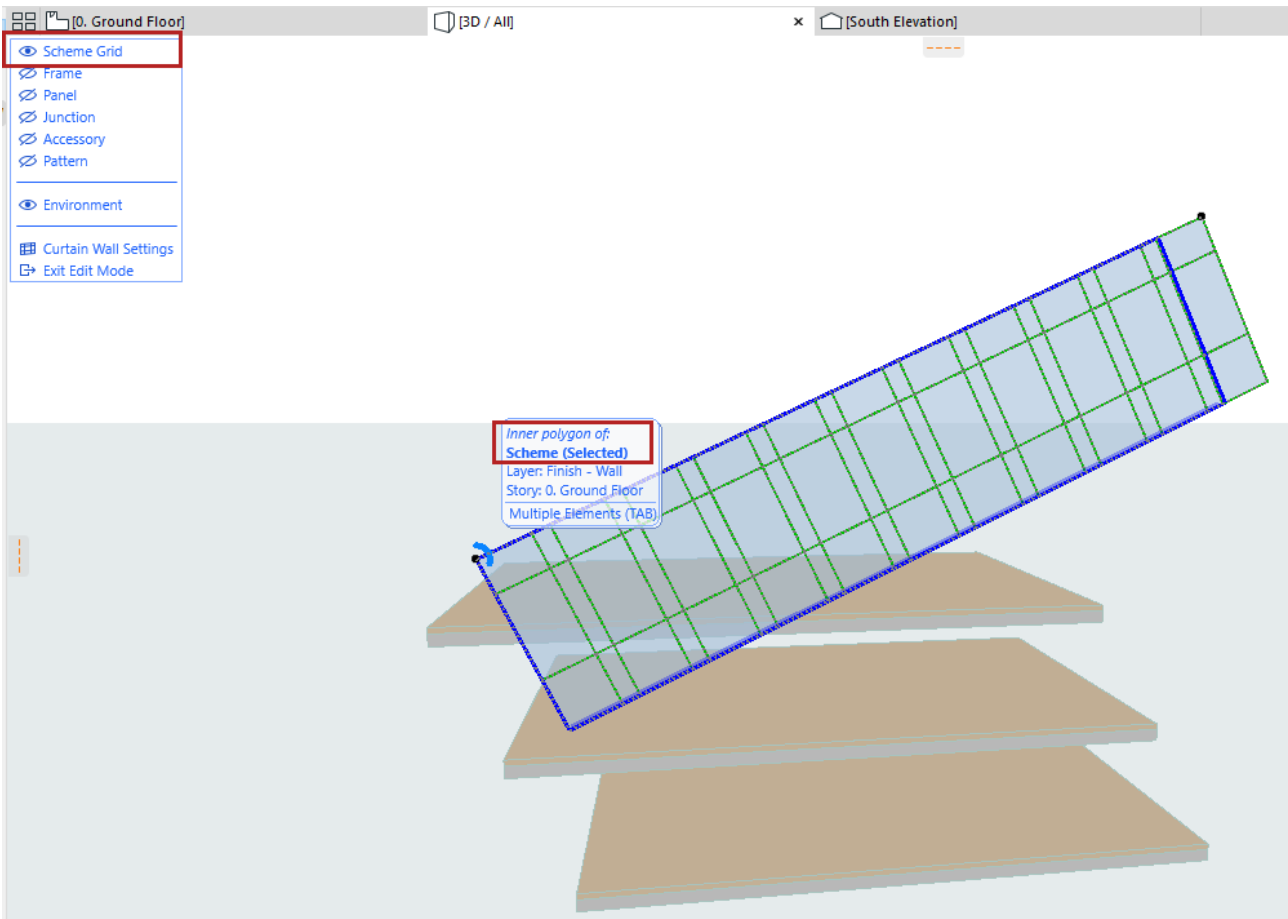 [0. Ground Floor]
[3D / All]
[South Elevation]
Scheme Grid
Frame
Panel
Junction
Accessory
Pattern
Environment
Curtain Wall Settings
Exit Edit Mode
Inner polygon of:
Scheme (Selected)
Layer: Finish - Wall
Story: 0. Ground Floor
Multiple Elements (TAB)